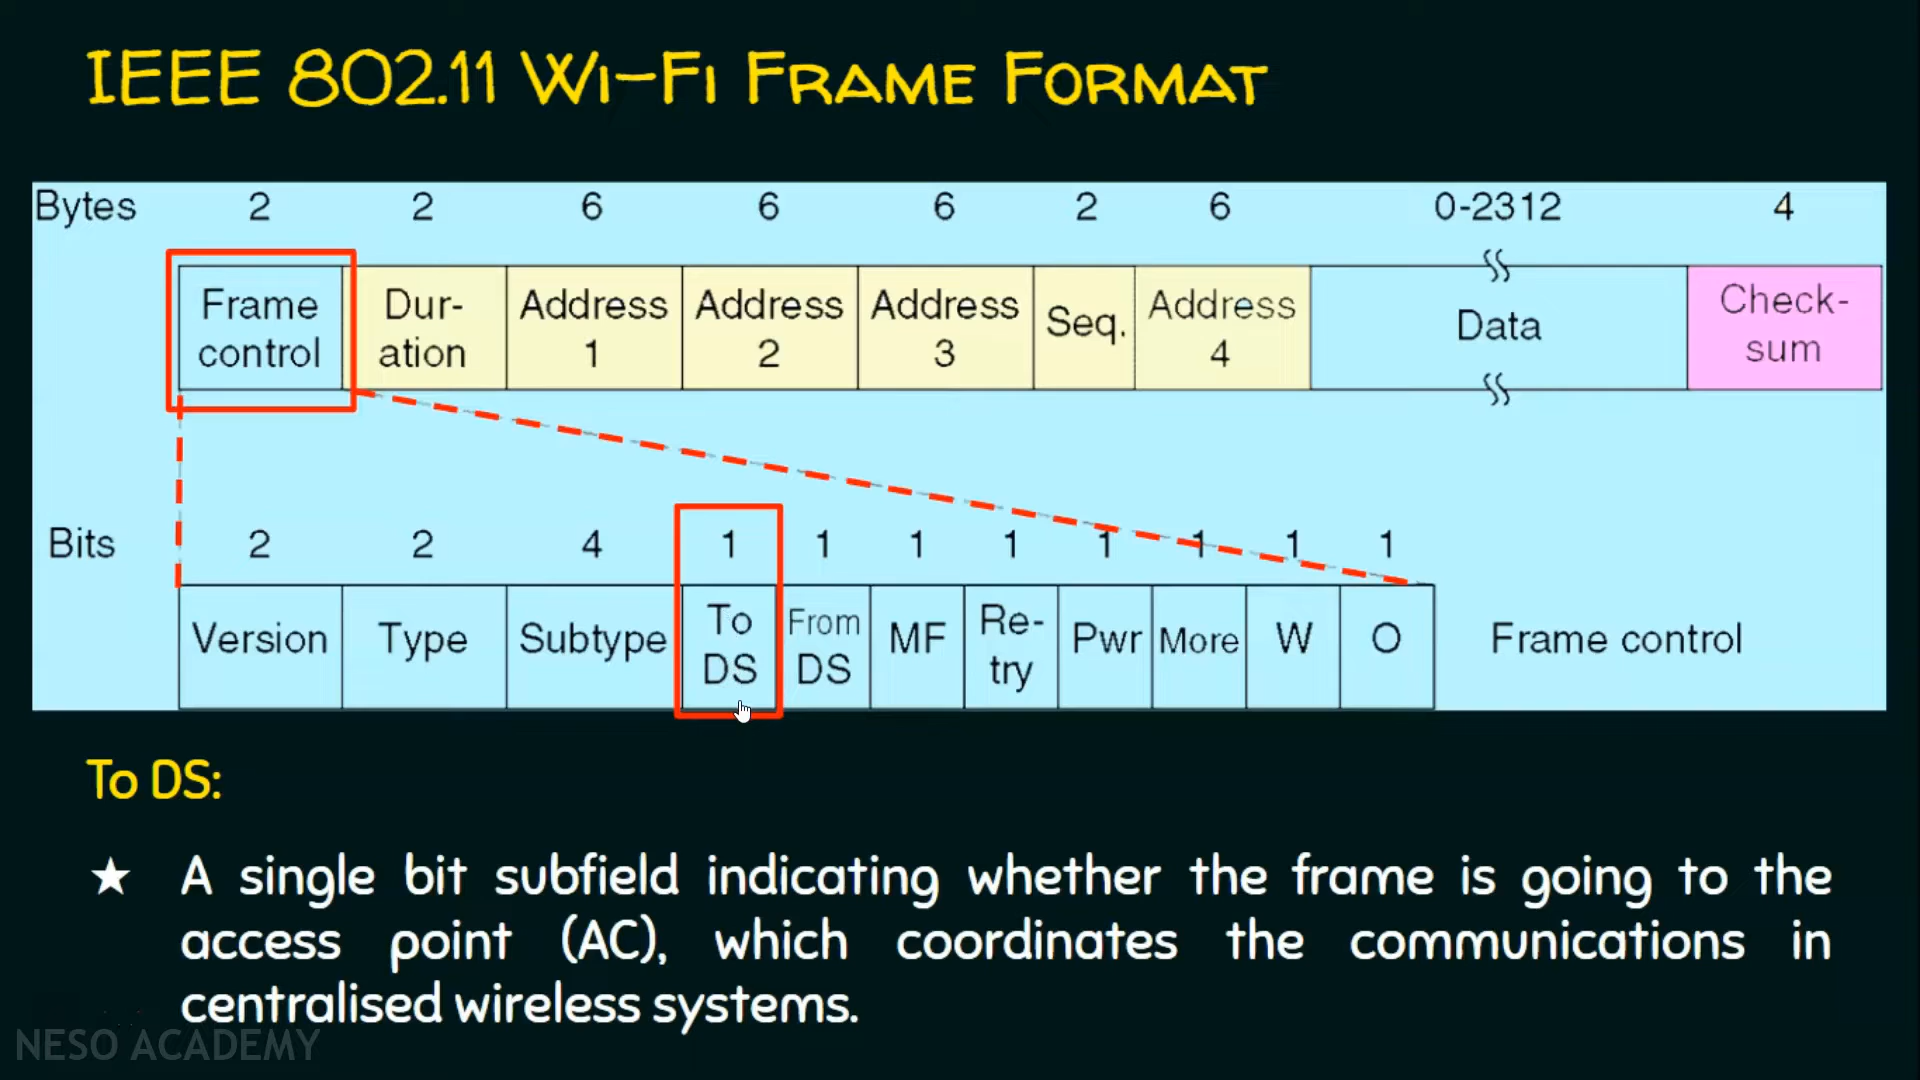 IEEE 802.11 WI-FI FRAME FORMAT
Bytes 2 2 6 6 6 2 6 0-2312 4
Frame control
Dur-ation
Address 1
Address 2
Address 3
Seq.
Address 4
Data
Check-sum
Bits 2 2 4 1 1 1 1 1 1 1 1
Version
Type
Subtype
To DS
From DS
MF
Re-try
Pwr
More
W
O
Frame control
To DS:
★ A single bit subfield indicating whether the frame is going to the
access point (AC), which coordinates the communications in
centralised wireless systems.
NESO ACADEMY